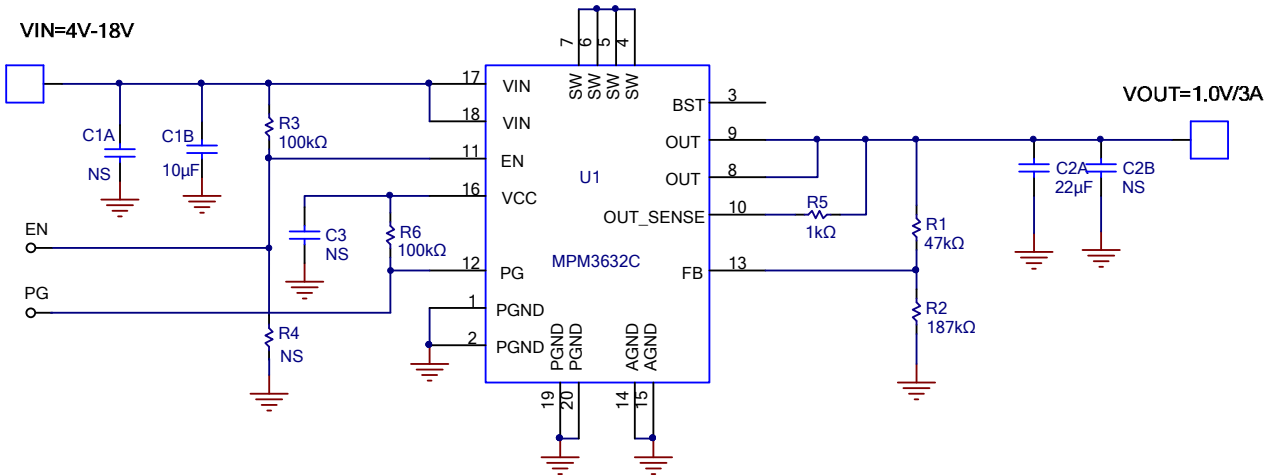 VIN=4V-18V
VOUT=1.0V/3A
7
6
5
4
SW
SW
SW
SW
17
VIN
18
VIN
11
EN
16
VCC
12
PG
1
PGND
2
PGND
BST
3
OUT
9
OUT
8
OUT_SENSE
10
FB
13
U1
MPM3632C
PGND
PGND
AGND
AGND
19
20
14
15
C1A
NS
C1B
10µF
R3
100kΩ
C3
NS
R6
100kΩ
EN
PG
R4
NS
R5
1kΩ
R1
47kΩ
R2
187kΩ
C2A
22µF
C2B
NS